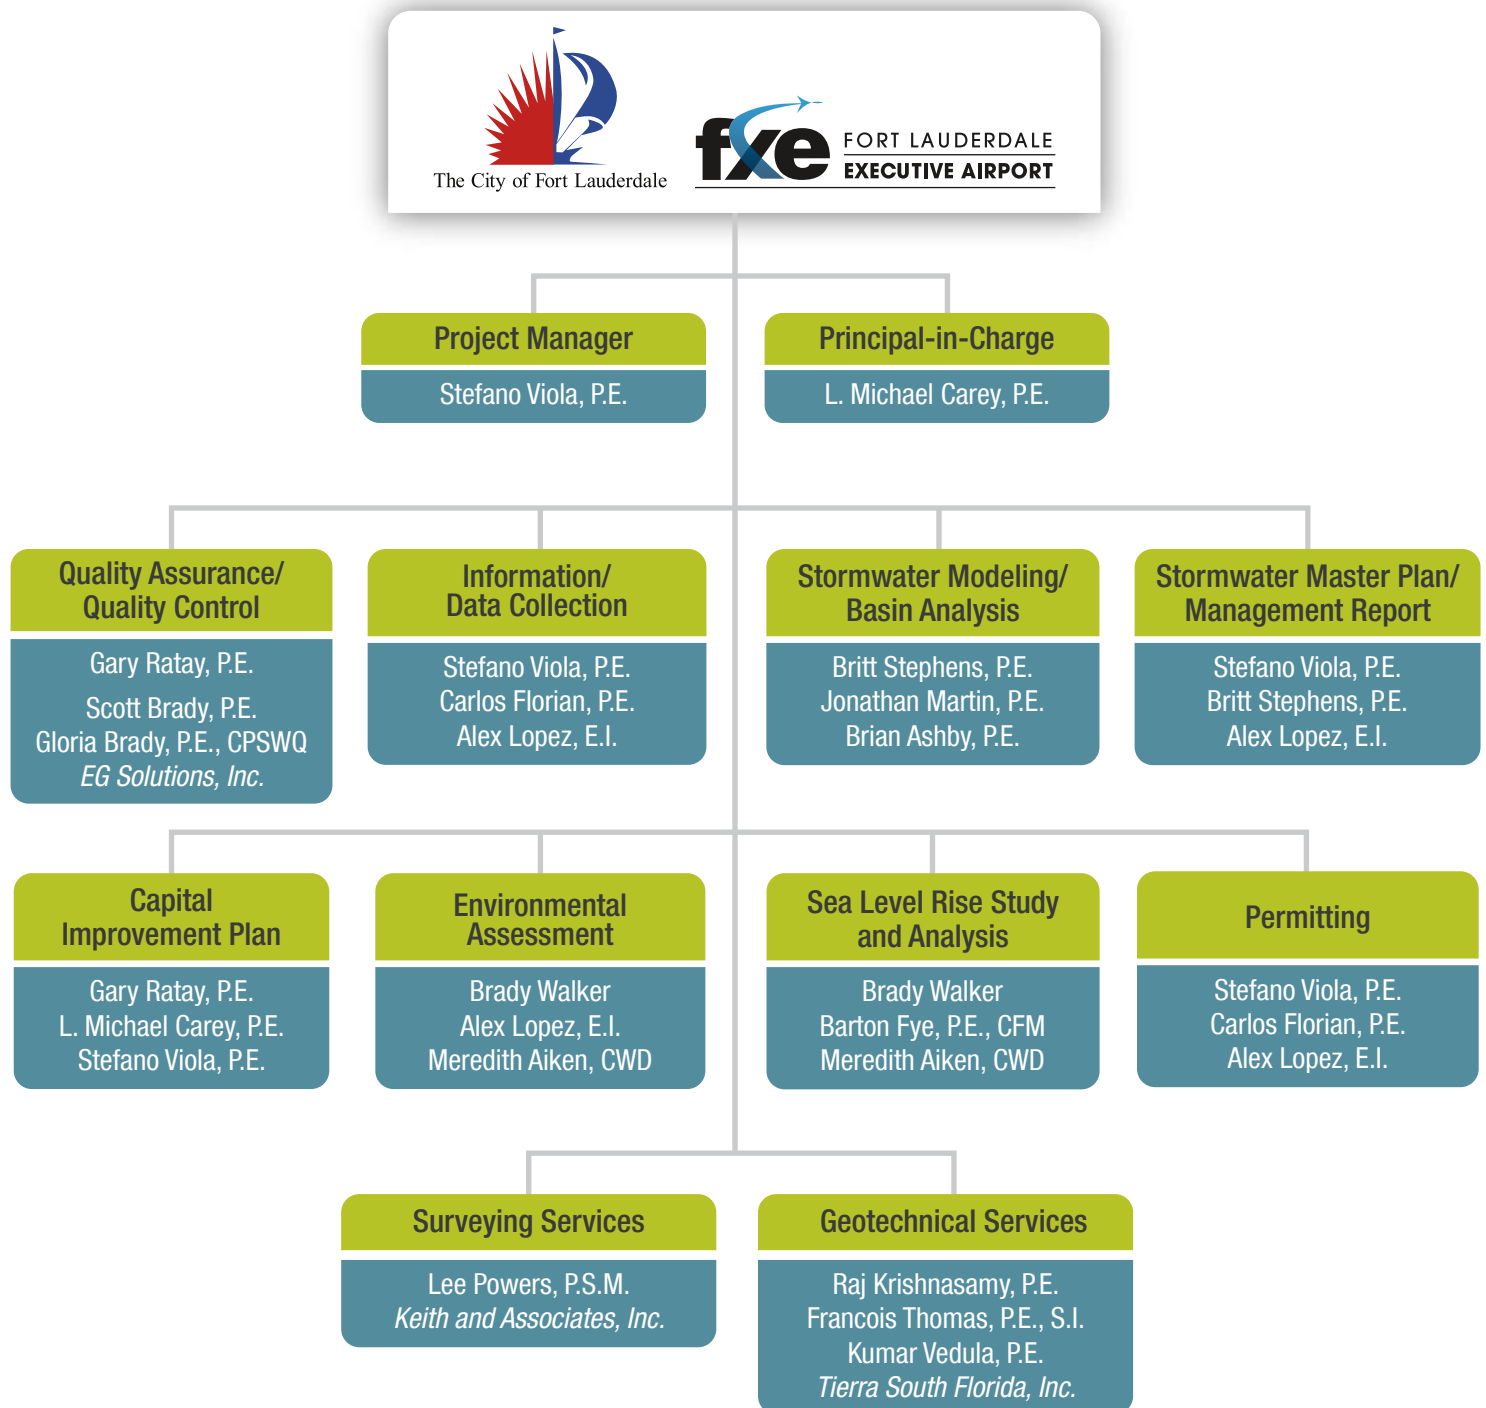 The City of Fort Lauderdale
fxe
FORT LAUDERDALE
EXECUTIVE AIRPORT
Project Manager
Stefano Viola, P.E.
Principal-in-Charge
L. Michael Carey, P.E.
Quality Assurance/
Quality Control
Gary Ratay, P.E.
Scott Brady, P.E.
Gloria Brady, P.E., CPSWQ
EG Solutions, Inc.
Information/
Data Collection
Stefano Viola, P.E.
Carlos Florian, P.E.
Alex Lopez, E.I.
Stormwater Modeling/
Basin Analysis
Britt Stephens, P.E.
Jonathan Martin, P.E.
Brian Ashby, P.E.
Stormwater Master Plan/
Management Report
Stefano Viola, P.E.
Britt Stephens, P.E.
Alex Lopez, E.I.
Capital
Improvement Plan
Gary Ratay, P.E.
L. Michael Carey, P.E.
Stefano Viola, P.E.
Environmental
Assessment
Brady Walker
Alex Lopez, E.I.
Meredith Aiken, CWD
Sea Level Rise Study
and Analysis
Brady Walker
Barton Fye, P.E., CFM
Meredith Aiken, CWD
Permitting
Stefano Viola, P.E.
Carlos Florian, P.E.
Alex Lopez, E.I.
Surveying Services
Lee Powers, P.S.M.
Keith and Associates, Inc.
Geotechnical Services
Raj Krishnasamy, P.E.
Francois Thomas, P.E., S.I.
Kumar Vedula, P.E.
Tierra South Florida, Inc.